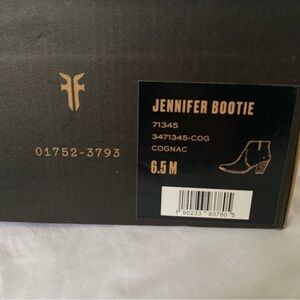 01752-3793
JENNIFER BOOTIE
71345
3471345-COG
COGNAC
6.5 M
1 90233 93780 5